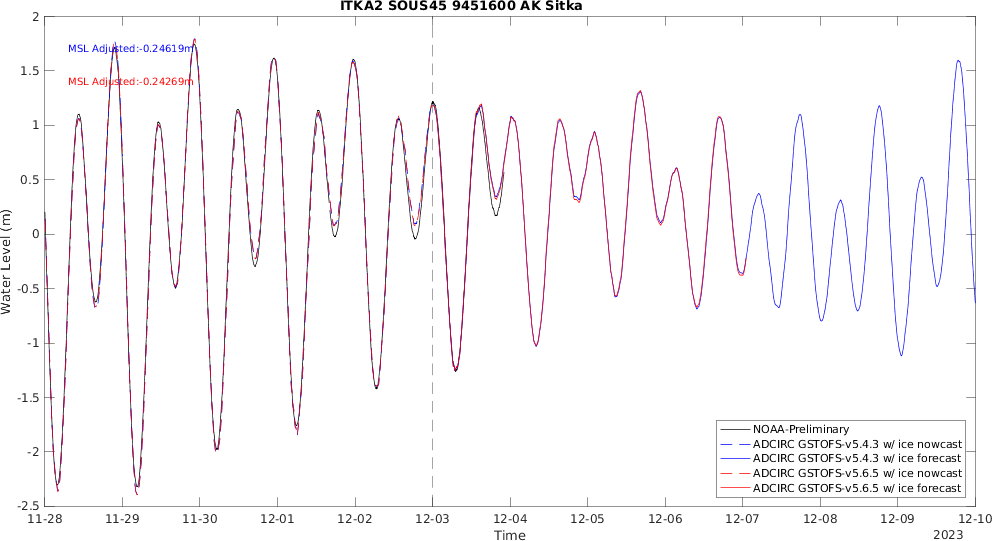 ITKA2 SOUS45 9451600 AK Sitka
MSL Adjusted:-0.24619m
MSL Adjusted:-0.24269m
Water Level (m)
2
1.5
1
0.5
0
-0.5
-1
-1.5
-2
-2.5
NOAA-Preliminary
ADCIRC GSTOFS-v5.4.3 w/ ice nowcast
ADCIRC GSTOFS-v5.4.3 w/ ice forecast
ADCIRC GSTOFS-v5.6.5 w/ ice nowcast
ADCIRC GSTOFS-v5.6.5 w/ ice forecast
11-28 11-29 11-30 12-01 12-02 12-03 12-04 12-05 12-06 12-07 12-08 12-09 12-10
Time
2023